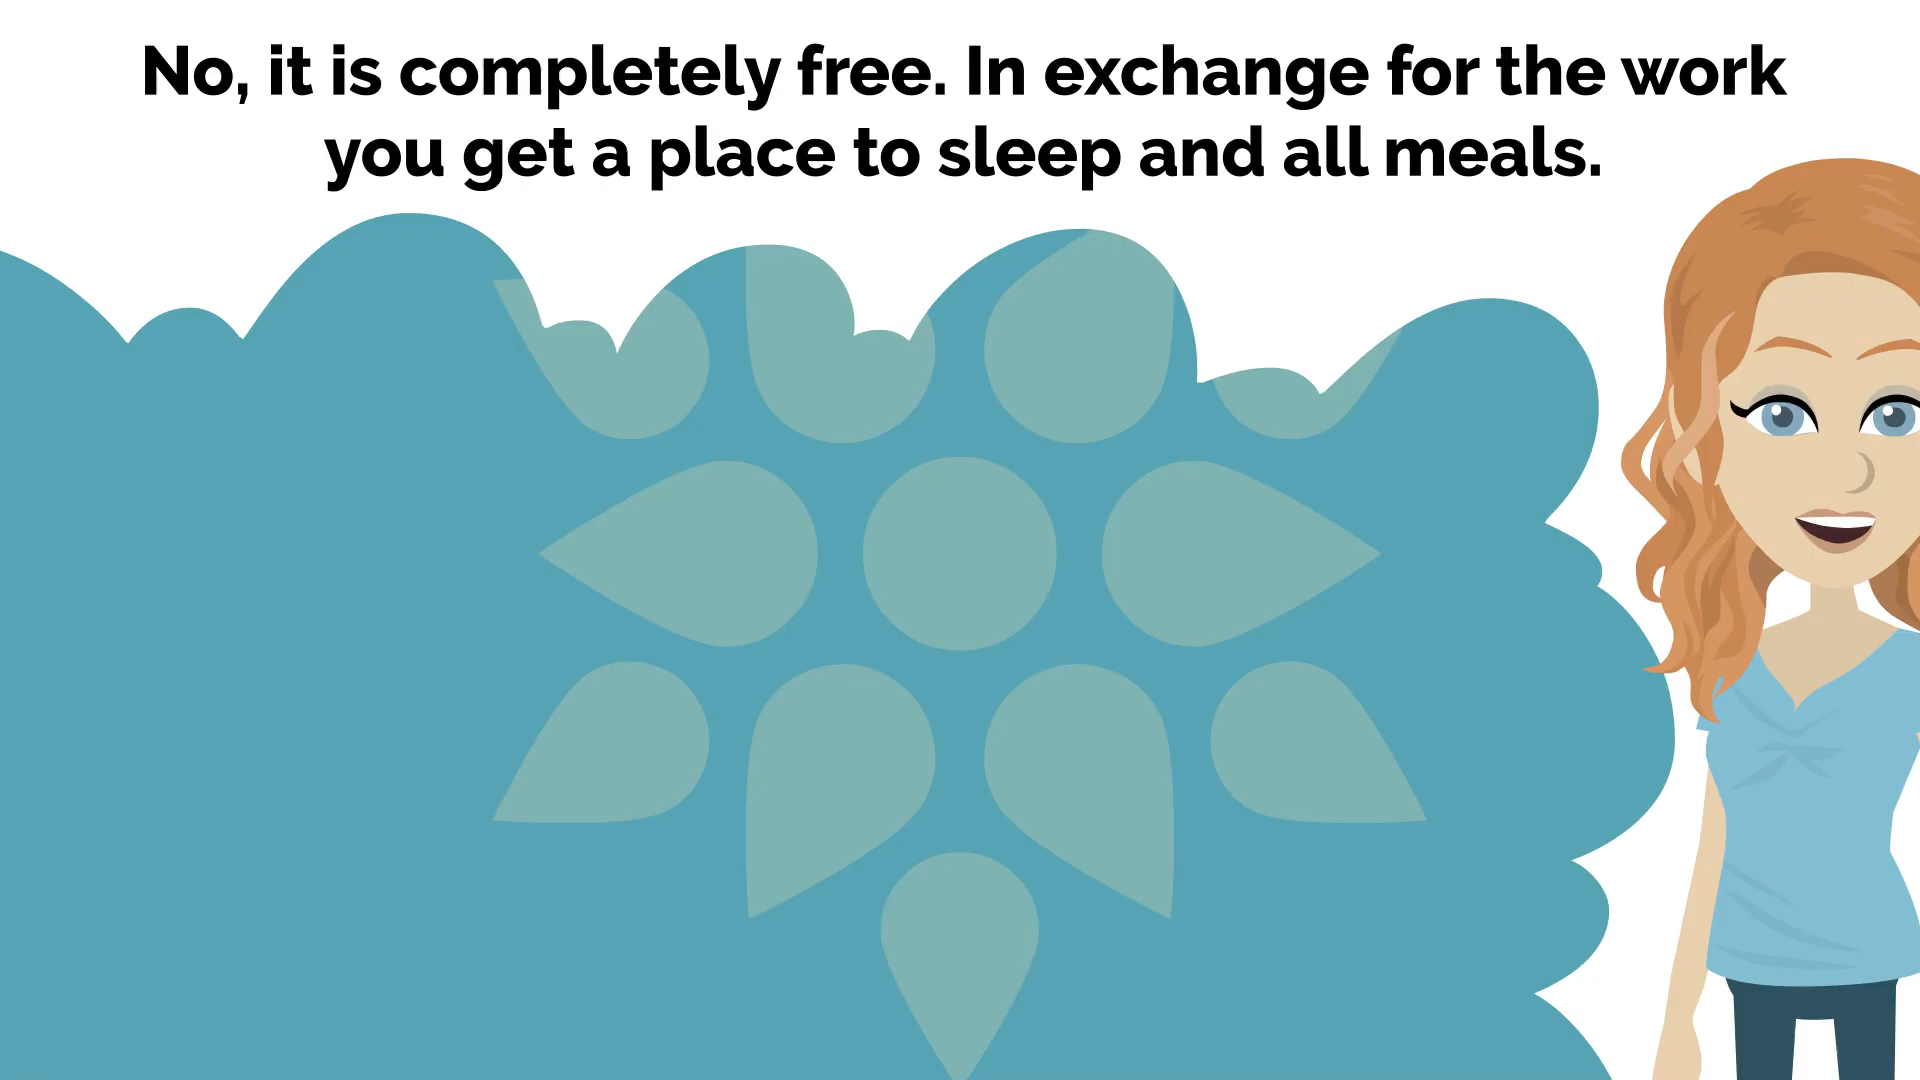 No, it is completely free. In exchange for the work
you get a place to sleep and all meals.